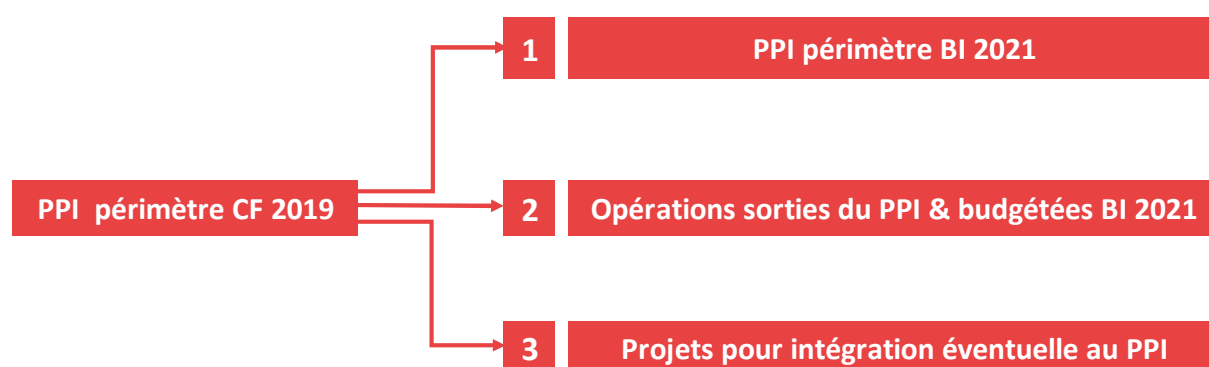 1 PPI périmètre BI 2021
PPI périmètre CF 2019 2 Opérations sorties du PPI & budgétées BI 2021
3 Projets pour intégration éventuelle au PPI